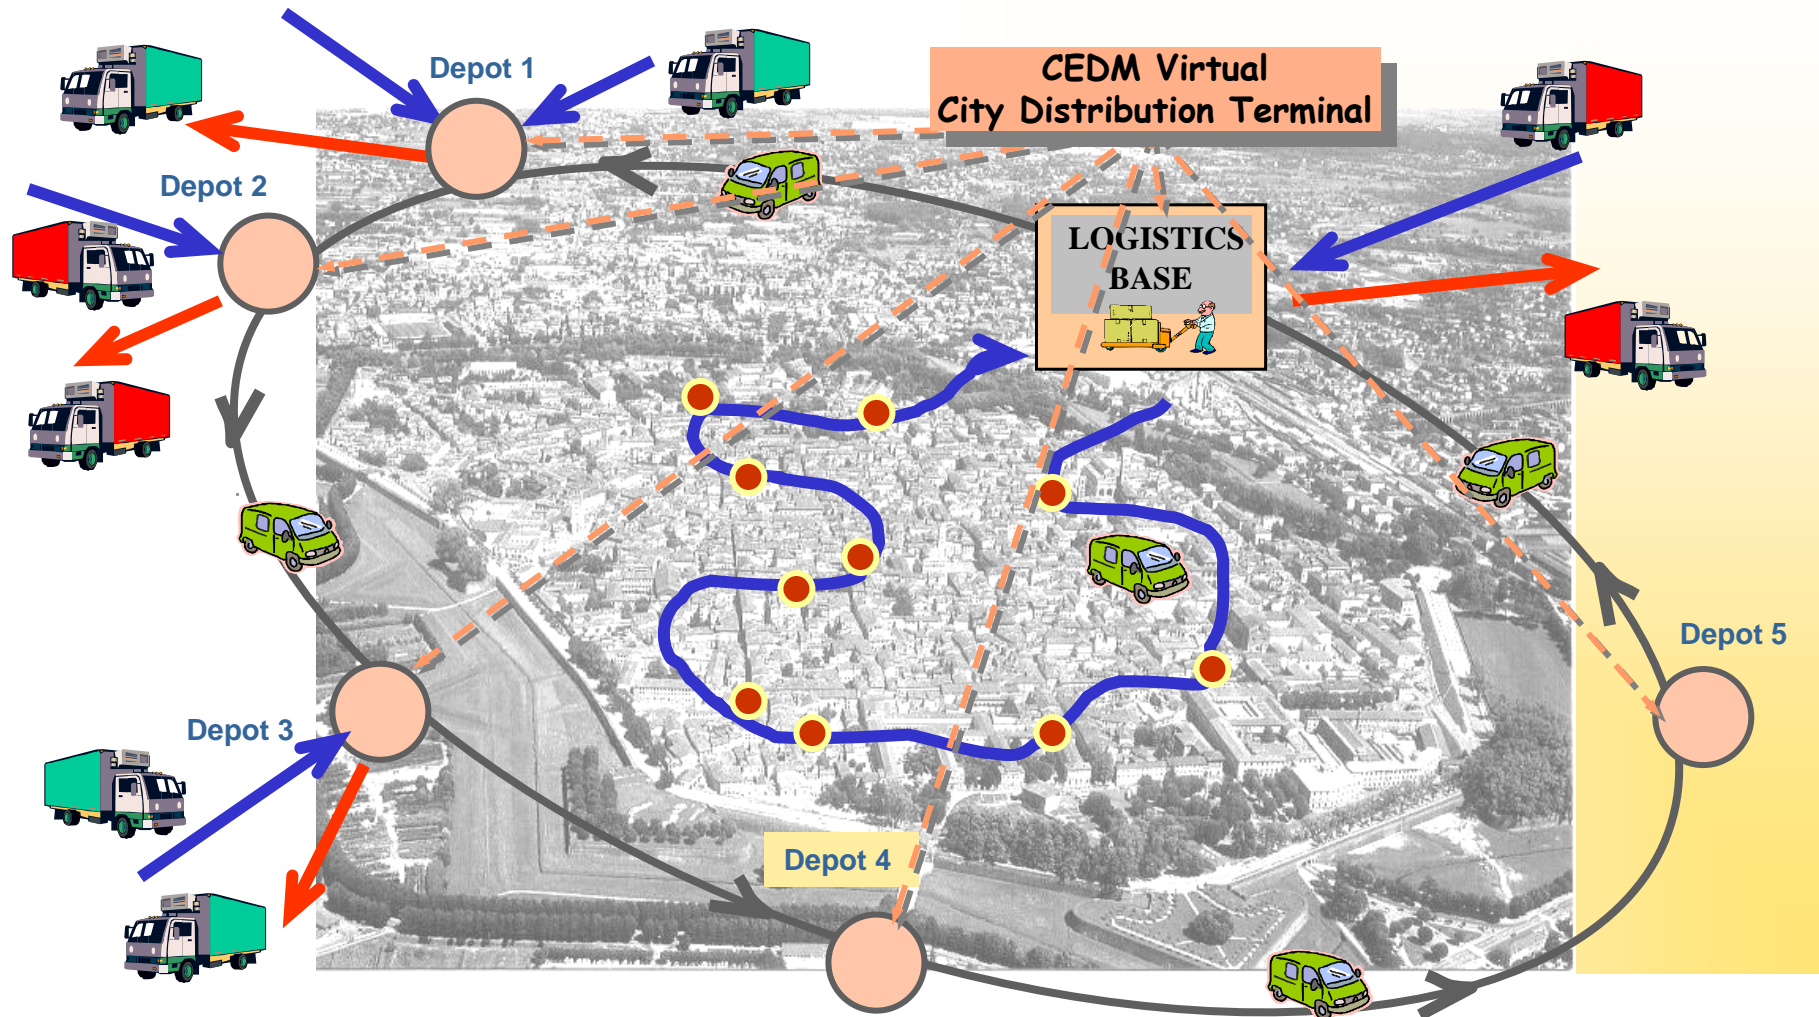 Depot 1
CEDM Virtual
City Distribution Terminal
Depot 2
LOGISTICS
BASE
Depot 5
Depot 3
Depot 4